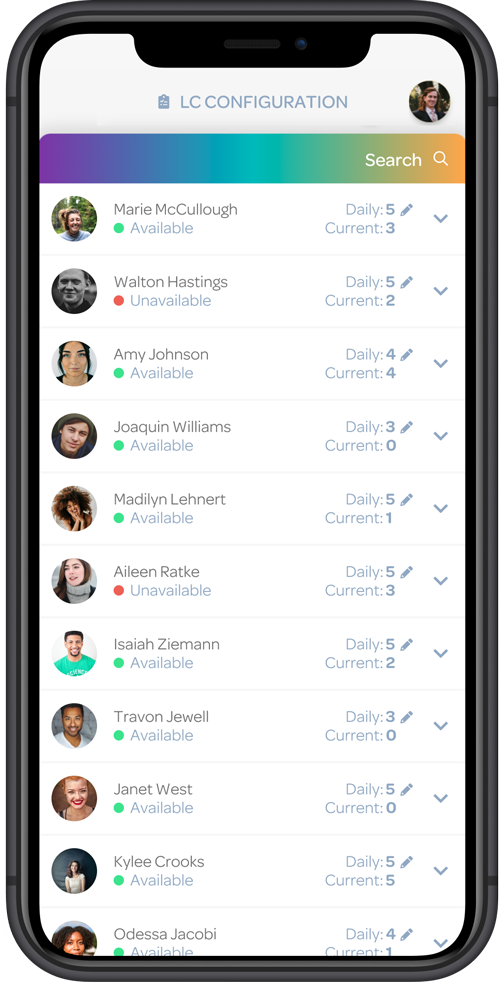 LC CONFIGURATION
Search
Marie McCullough Daily: 5
Available Current: 3
Walton Hastings Daily: 5
Unavailable Current: 2
Amy Johnson Daily: 4
Available Current: 4
Joaquin Williams Daily: 3
Available Current: 0
Madilyn Lehnert Daily: 5
Available Current: 1
Aileen Ratke Daily: 5
Unavailable Current: 3
Isaiah Ziemann Daily: 5
Available Current: 2
Travon Jewell Daily: 3
Available Current: 0
Janet West Daily: 5
Available Current: 0
Kylee Crooks Daily: 5
Available Current: 5
Odessa Jacobi Daily: 4
Available Current: 1